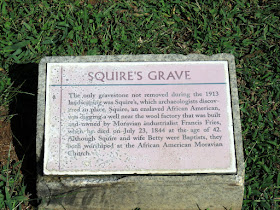 SQUIRE'S GRAVE
The only gravestone not removed during the 1913
landscaping was Squire's, which archaeologists discov-
ered in place. Squire, an enslaved African American,
was digging a well near the wool factory that was built
and owned by Moravian industrialist Francis Fries,
when he died on July 23, 1844 at the age of 42.
Although Squire and wife Betty were Baptists, they
both worshiped at the African American Moravian
Church.